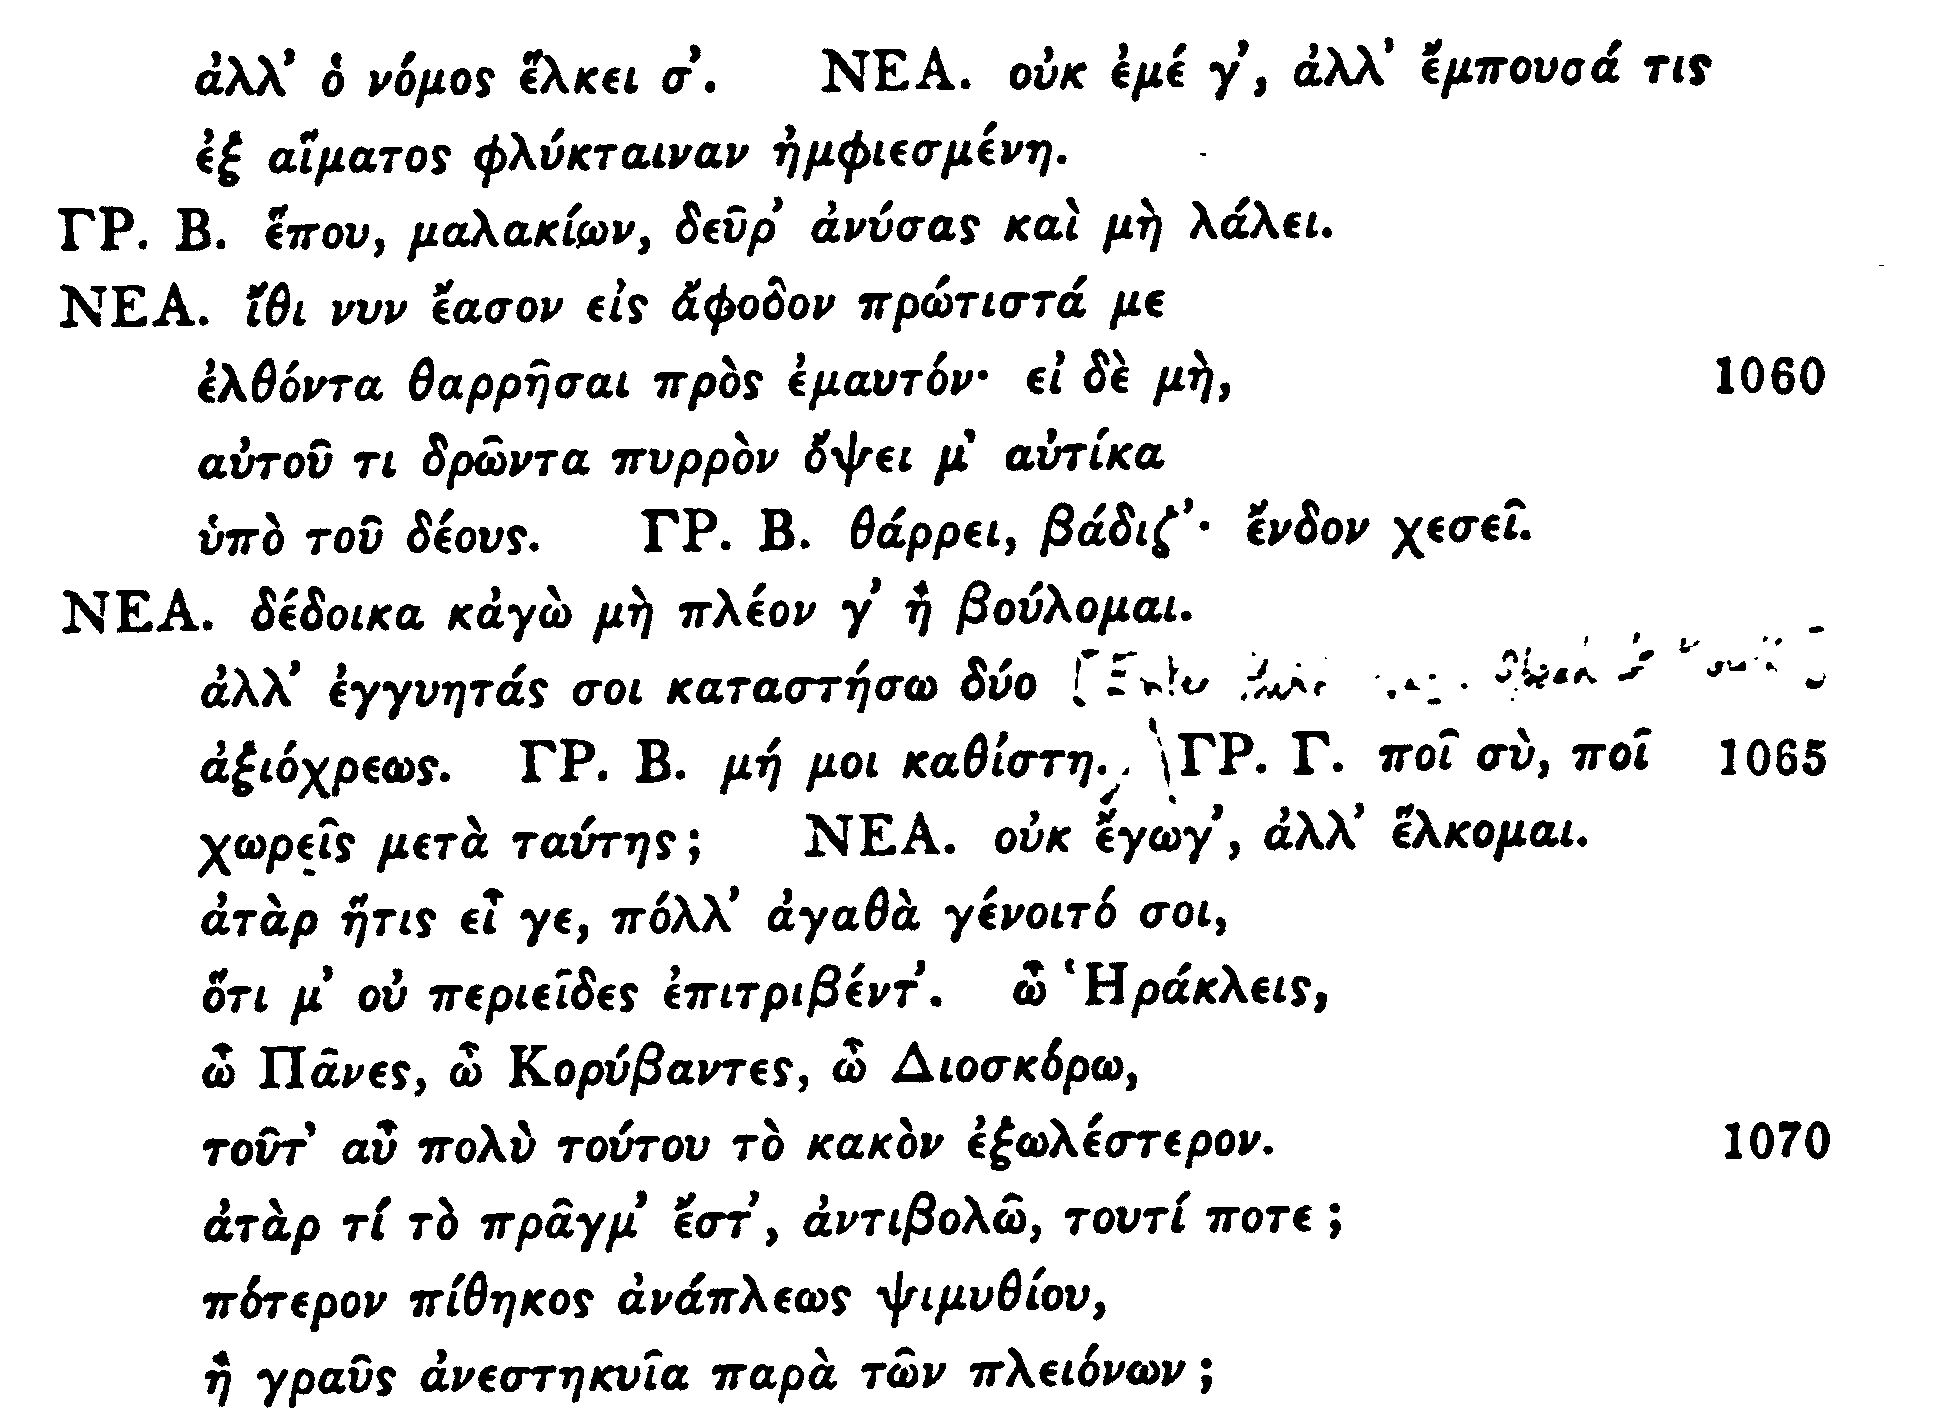 ἀλλ’ ὁ νόμος ἕλκει σ’. ΝΕΑ. οὐκ ἐμέ γ’, ἀλλ’ ἔμπουσά τις
ἐξ αἵματος φλύκταιναν ἠμφιεσμένη.
ΓΡ. Β. ἕπου, μαλακίων, δεῦρ’ ἀνύσας καὶ μὴ λάλει.
ΝΕΑ. ἴθι νυν ἔασον εἰς ἄφοδον πρώτιστά με
ἐλθόντα θαρρῆσαι πρὸς ἐμαυτόν· εἰ δὲ μὴ, 1060
αὐτοῦ τι δρῶντα πυρρὸν ὄψει μ’ αὐτίκα
ὑπὸ τοῦ δέους. ΓΡ. Β. θάρρει, βάδιζ’· ἔνδον χεσεῖ.
ΝΕΑ. δέδοικα κἀγὼ μὴ πλέον γ’ ἢ βούλομαι.
ἀλλ’ ἐγγυητάς σοι καταστήσω δύο [Enter
ἀξιόχρεως. ΓΡ. Β. μή μοι καθίστη. ΓΡ. Γ. ποῖ σὺ, ποῖ 1065
χωρεῖς μετὰ ταύτης; ΝΕΑ. οὐκ ἔγωγ’, ἀλλ’ ἕλκομαι.
ἀτὰρ ἥτις εἶ γε, πόλλ’ ἀγαθὰ γένοιτό σοι,
ὅτι μ’ οὐ περιεῖδες ἐπιτριβέντ’. ὦ Ἡράκλεις,
ὦ Πᾶνες, ὦ Κορύβαντες, ὦ Διοσκόρω,
τοῦτ’ αὖ πολὺ τούτου τὸ κακὸν ἐξωλέστερον. 1070
ἀτὰρ τί τὸ πρᾶγμ’ ἔστ’, ἀντιβολῶ, τουτί ποτε;
πότερον πίθηκος ἀνάπλεως ψιμυθίου,
ἢ γραῦς ἀνεστηκυῖα παρὰ τῶν πλειόνων;